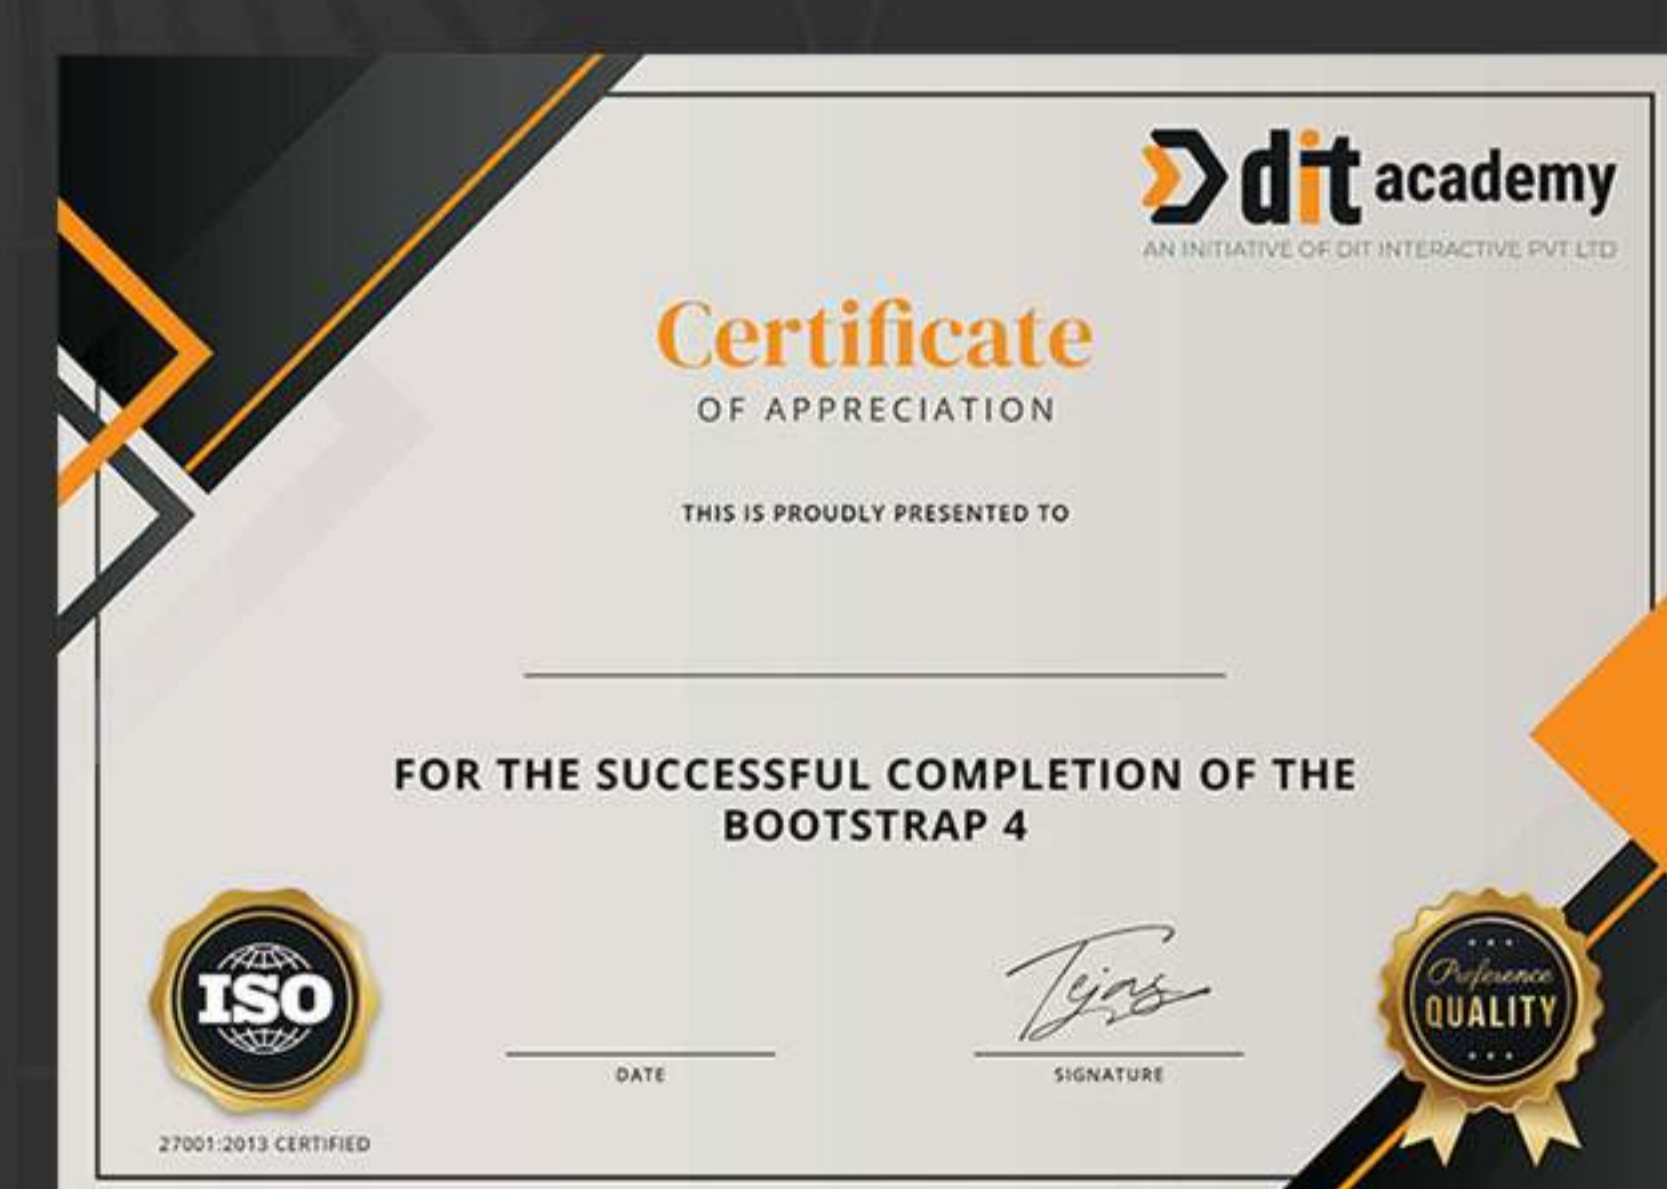 dit academy
AN INITIATIVE OF DIT INTERACTIVE PVT LTD
Certificate
OF APPRECIATION
THIS IS PROUDLY PRESENTED TO
FOR THE SUCCESSFUL COMPLETION OF THE
BOOTSTRAP 4
Tejas
ISO
Preference
QUALITY
DATE
SIGNATURE
27001:2013 CERTIFIED